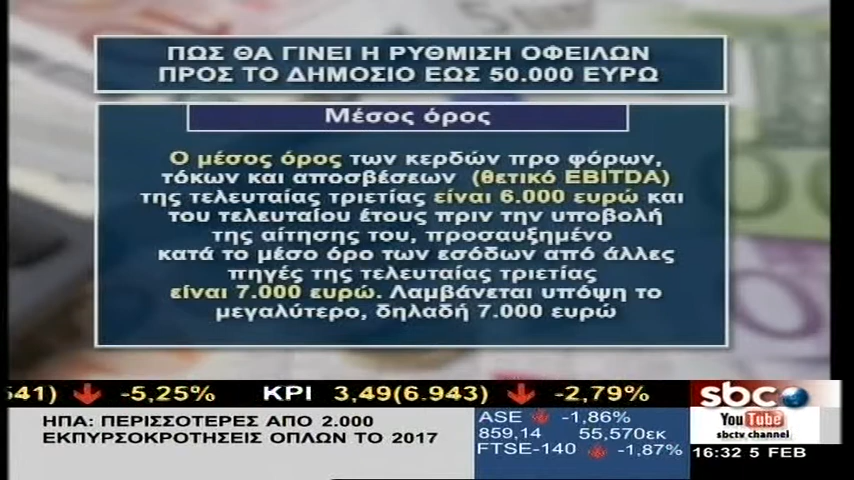 ΠΩΣ ΘΑ ΓΙΝΕΙ Η ΡΥΘΜΙΣΗ ΟΦΕΙΛΩΝ
ΠΡΟΣ ΤΟ ΔΗΜΟΣΙΟ ΕΩΣ 50.000 ΕΥΡΩ
Μέσος όρος
Ο μέσος όρος των κερδών προ φόρων,
τόκων και αποσβέσεων (θετικό EBITDA)
της τελευταίας τριετίας είναι 6.000 ευρώ και
του τελευταίου έτους πριν την υποβολή
της αίτησης του, προσαυξημένο
κατά το μέσο όρο των εσόδων από άλλες
πηγές της τελευταίας τριετίας
είναι 7.000 ευρώ. Λαμβάνεται υπόψη το
μεγαλύτερο, δηλαδή 7.000 ευρώ
541) -5,25% ΚΡΙ 3,49(6.943) -2,79%
sbc
ΗΠΑ: ΠΕΡΙΣΣΟΤΕΡΕΣ ΑΠΟ 2.000
ΕΚΠΥΡΣΟΚΡΟΤΗΣΕΙΣ ΟΠΛΩΝ ΤΟ 2017
ASE -1,86%
859,14 55,570εκ
FTSE-140 -1,87%
YouTube
sbctv channel
16:32 5 FEB